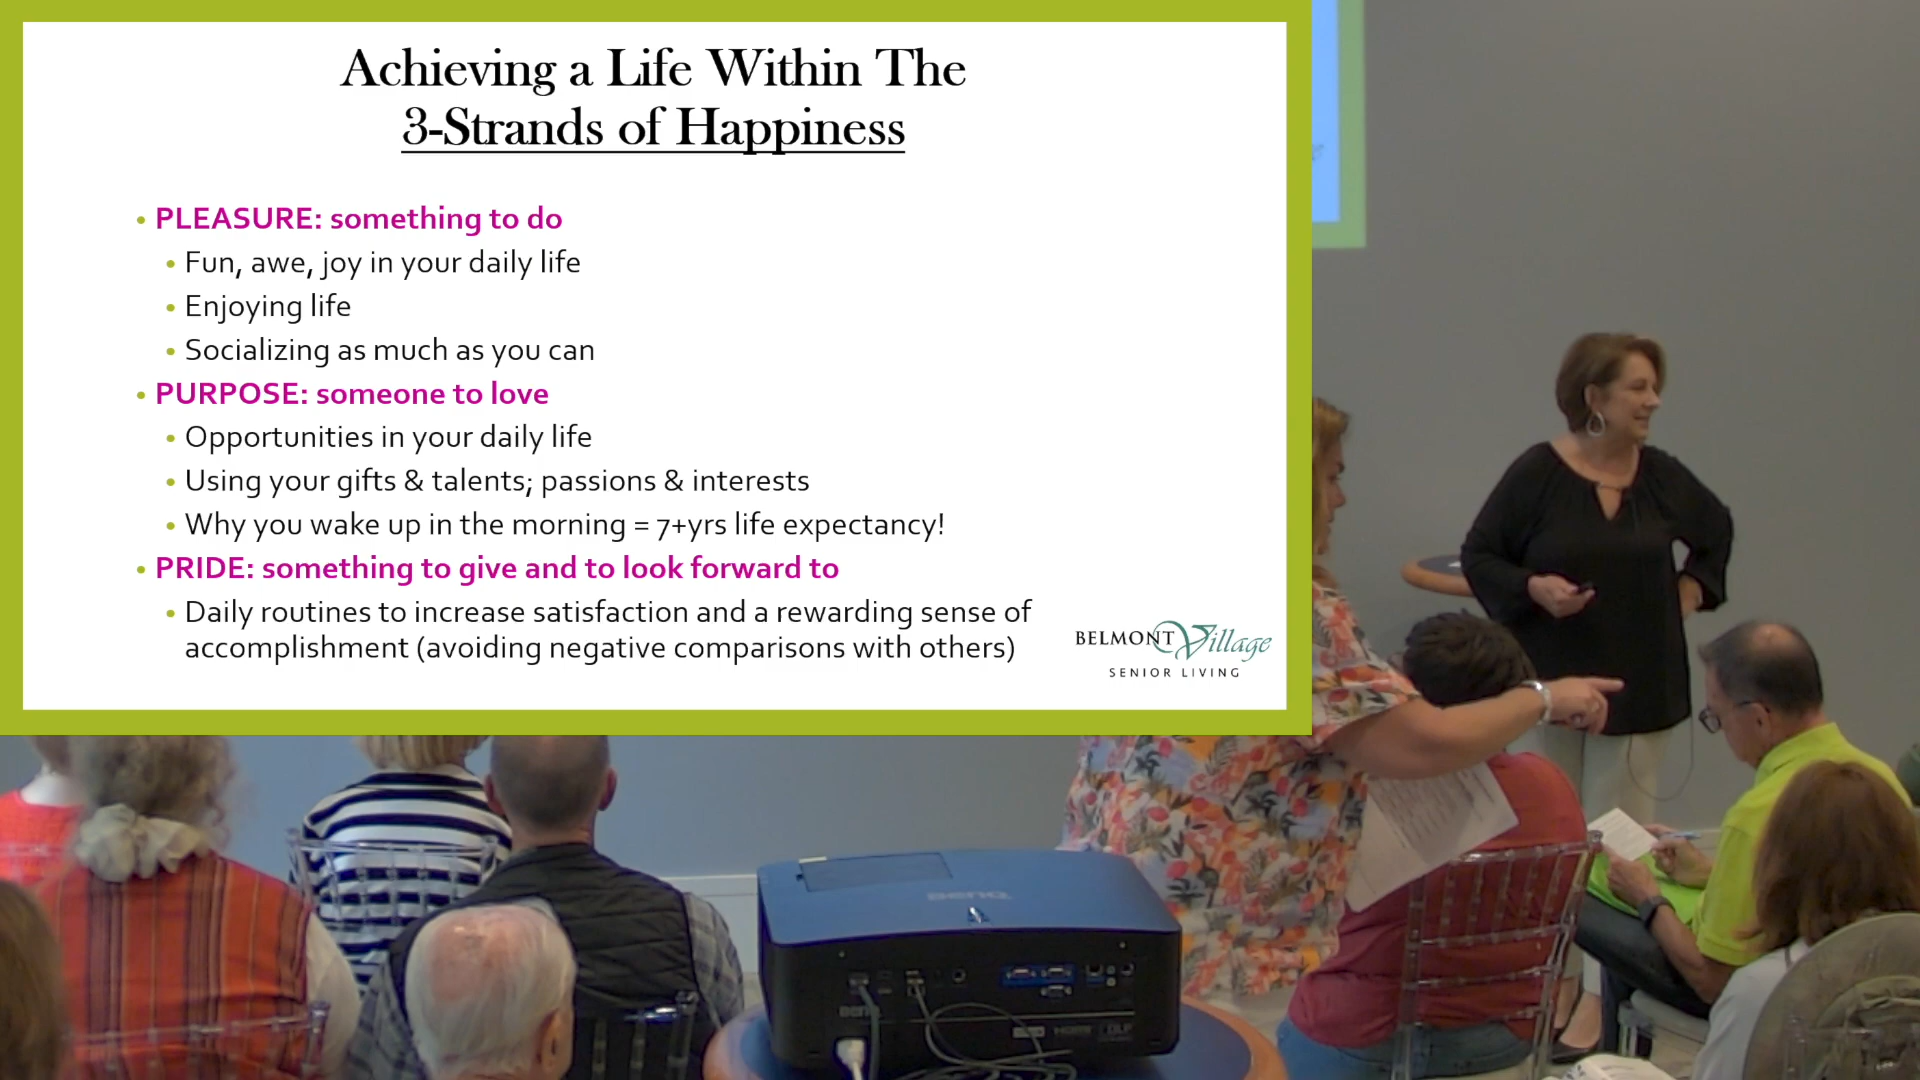 Achieving a Life Within The
3-Strands of Happiness
• PLEASURE: something to do
• Fun, awe, joy in your daily life
• Enjoying life
• Socializing as much as you can
• PURPOSE: someone to love
• Opportunities in your daily life
• Using your gifts & talents; passions & interests
• Why you wake up in the morning = 7+yrs life expectancy!
• PRIDE: something to give and to look forward to
• Daily routines to increase satisfaction and a rewarding sense of
accomplishment (avoiding negative comparisons with others)
BELMONT Village
SENIOR LIVING
BENQ